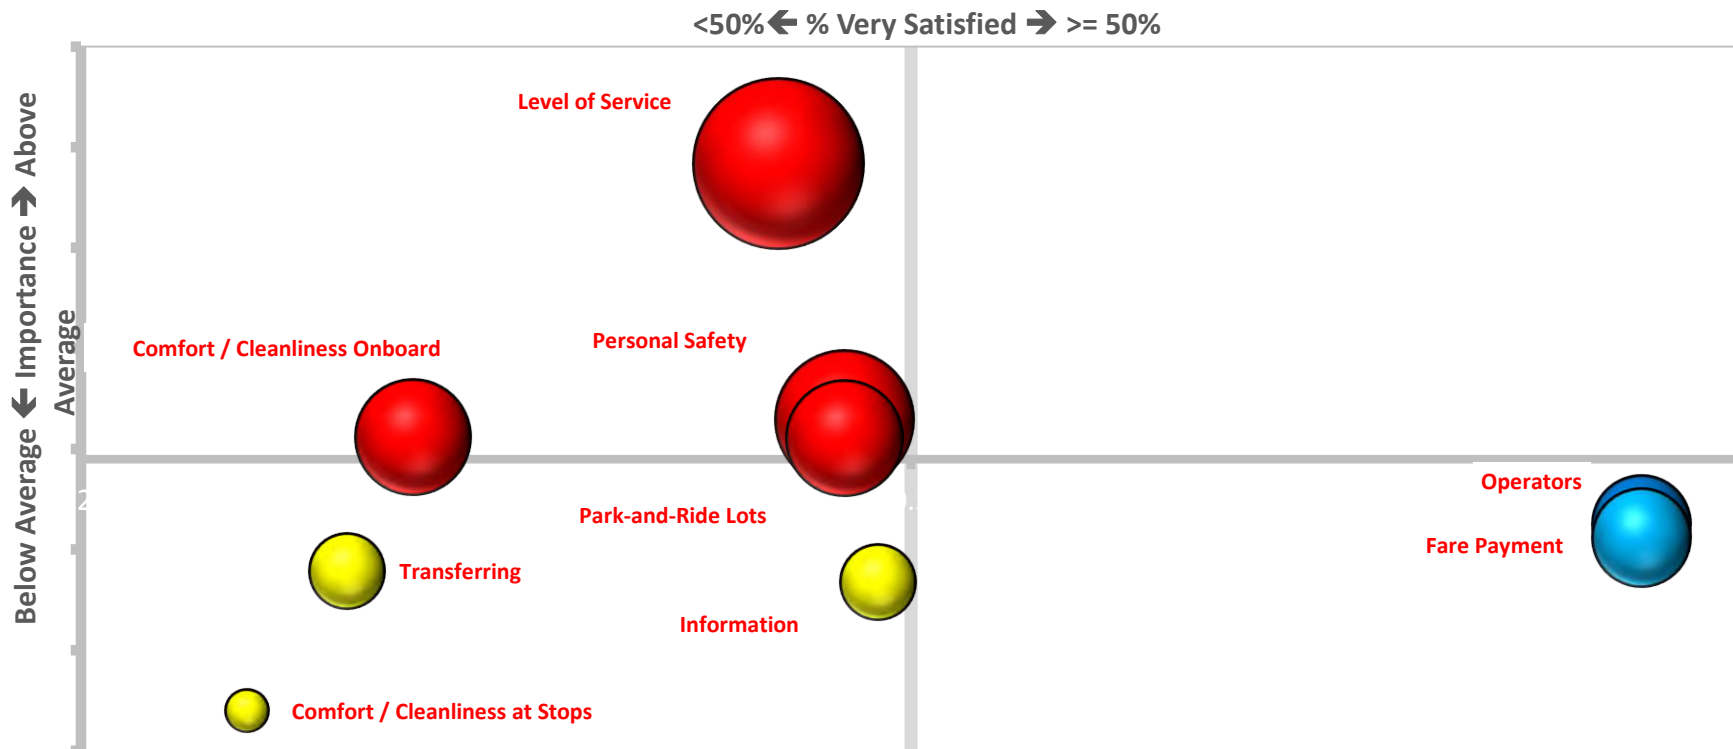 <50%🡸 % Very Satisfied 🡺 >= 50%
Below Average 🡸 Importance 🡺 Above
Average
Level of Service
Personal Safety
Comfort / Cleanliness Onboard
Operators
Park-and-Ride Lots
Fare Payment
Transferring
Information
Comfort / Cleanliness at Stops